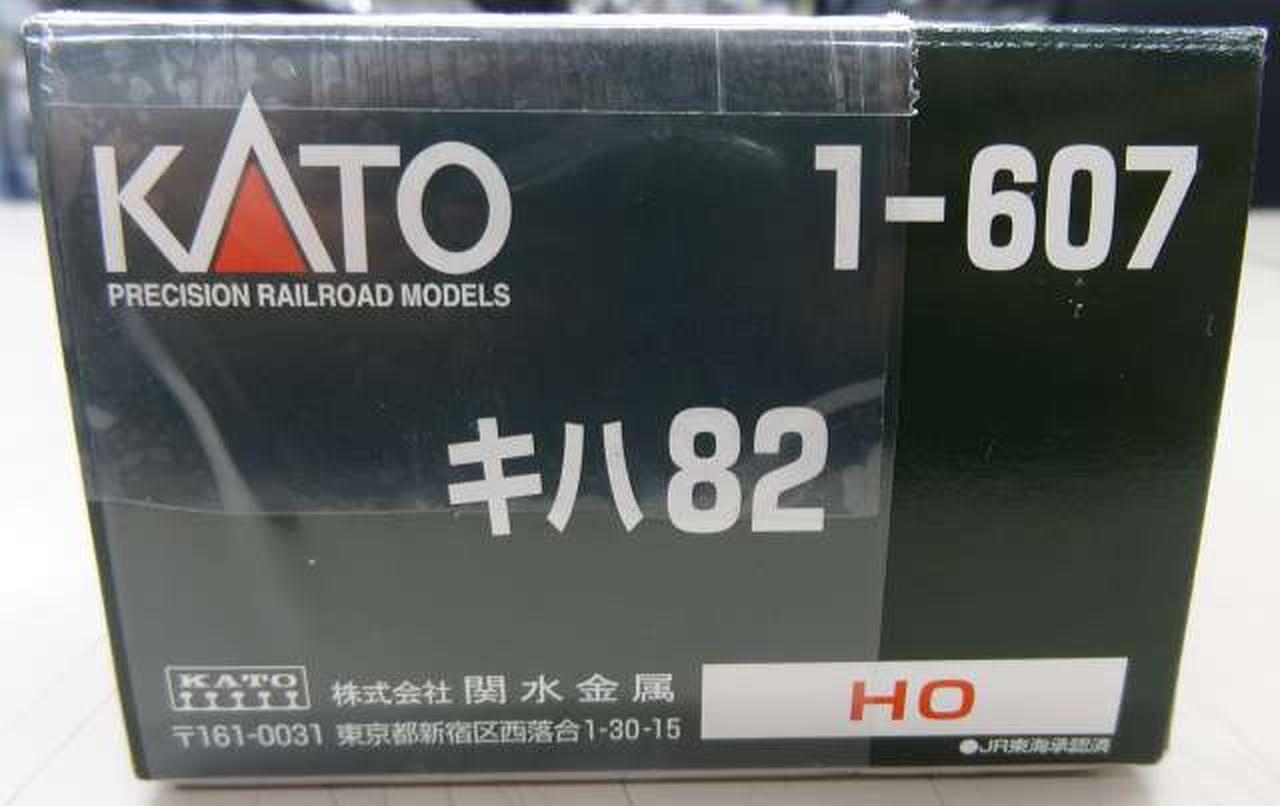 KATO 1-607
PRECISION RAILROAD MODELS
キハ82
KATO 株式会社 関水金属
〒161-0031 東京都新宿区西落合1-30-15
HO
●JR東海承認済